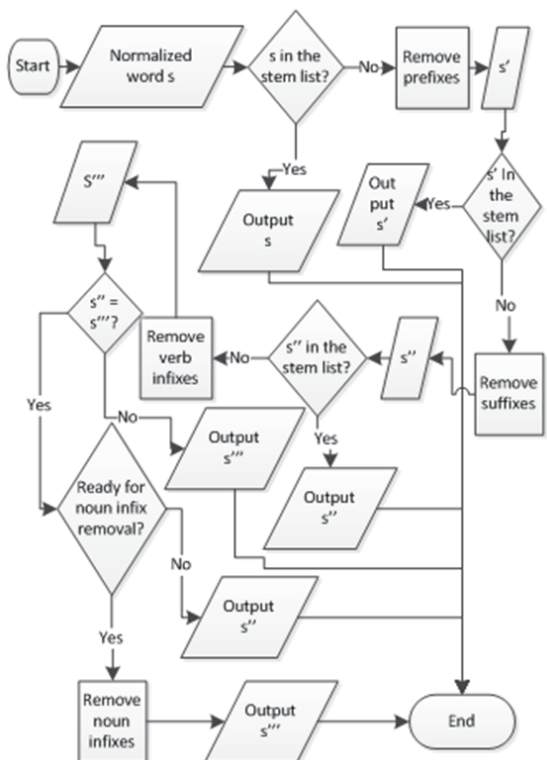 Start
Normalized
word s
s in the
stem list?
No
Remove
prefixes
s'
Yes
Output
s
s' In
the
stem
list?
Yes
Out
put
s'
No
Remove
suffixes
s''
s'' in the
stem list?
Yes
Output
s''
No
Remove
verb
infixes
S'''
s'' =
s'''?
No
Output
s'''
Yes
Ready for
noun infix
removal?
No
Output
s''
Yes
Remove
noun
infixes
Output
s'''
End